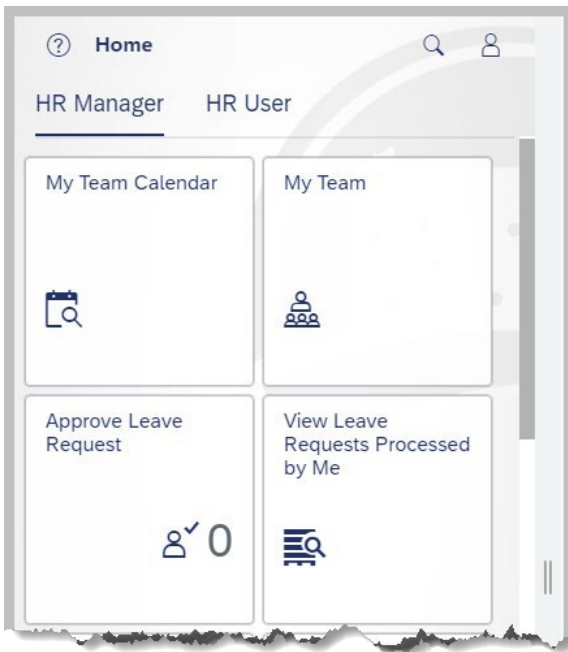 ? Home
HR Manager HR User
My Team Calendar
My Team
Approve Leave
Request
0
View Leave
Requests Processed
by Me